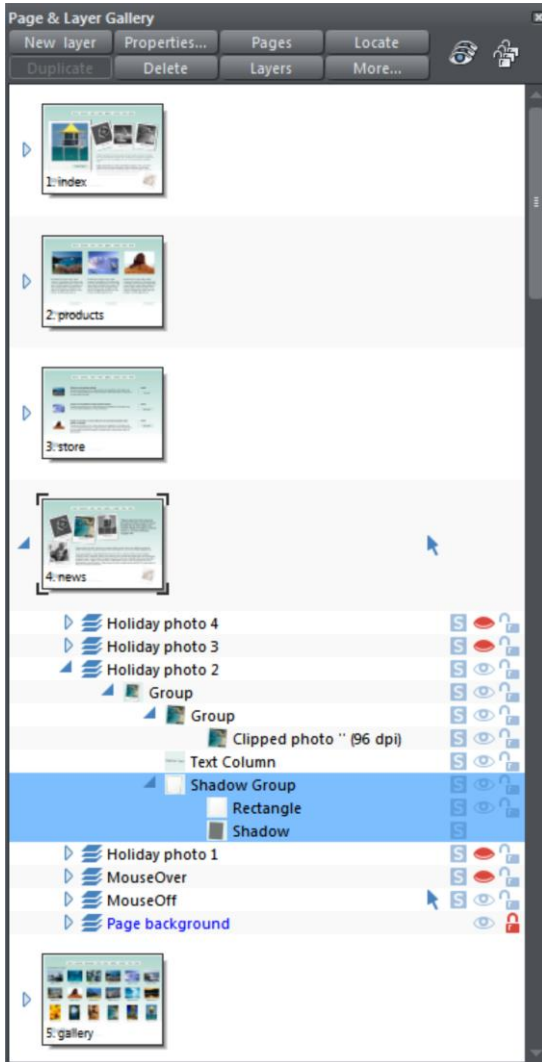 Page & Layer Gallery
New layer Properties... Pages Locate
Duplicate Delete Layers More...
1: index
2: products
3: store
4: news
Holiday photo 4 S
Holiday photo 3 S
Holiday photo 2 S
Group S
Group S
Clipped photo '' (96 dpi) S
Text Column S
Shadow Group S
Rectangle S
Shadow S
Holiday photo 1 S
MouseOver S
MouseOff S
Page background
5: gallery